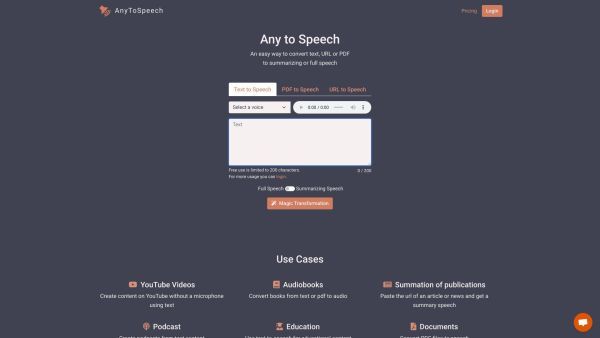 AnyToSpeech
Pricing
Login
Any to Speech
An easy way to convert text, URL or PDF
to summarizing or full speech
Text to Speech
PDF to Speech
URL to Speech
Select a voice
0:00 / 0:00
Text
Free use is limited to 200 characters.
0 / 200
For more usage you can login.
Full Speech
Summarizing Speech
Magic Transformation
Use Cases
YouTube Videos
Create content on YouTube without a microphone
using text
Audiobooks
Convert books from text or pdf to audio
Summation of publications
Paste the url of an article or news and get a
summary speech
Podcast
Education
Documents